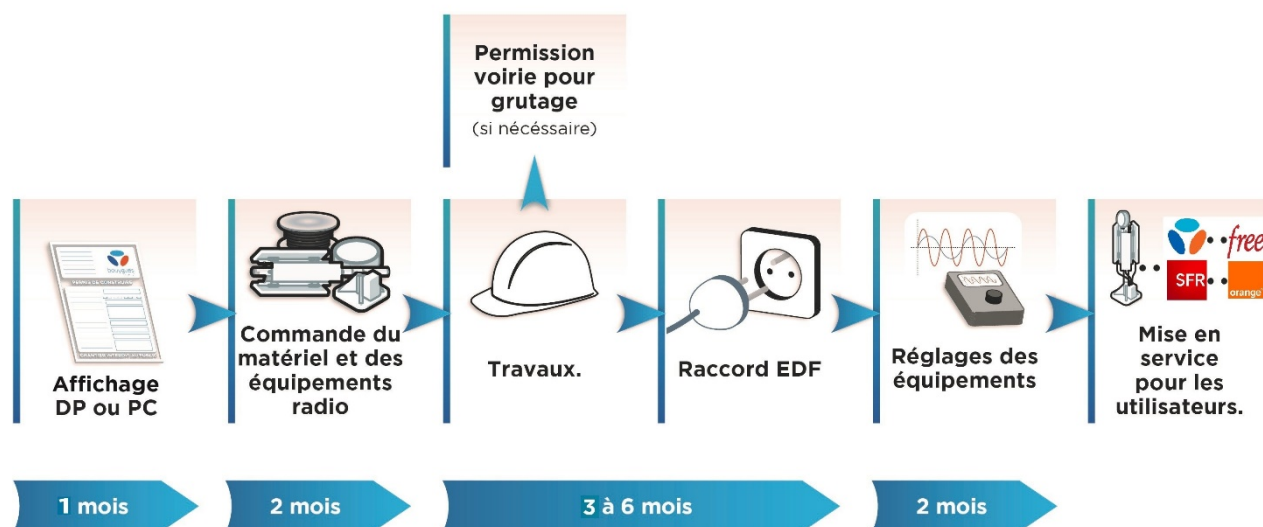 Permission
voirie pour
grutage
(si nécéssaire)
Affichage
DP ou PC
Commande du
matériel et des
équipements
radio
Travaux.
Raccord EDF
Réglages des
équipements
free
SFR
orange
Mise en
service
pour les
utilisateurs.
1 mois
2 mois
3 à 6 mois
2 mois